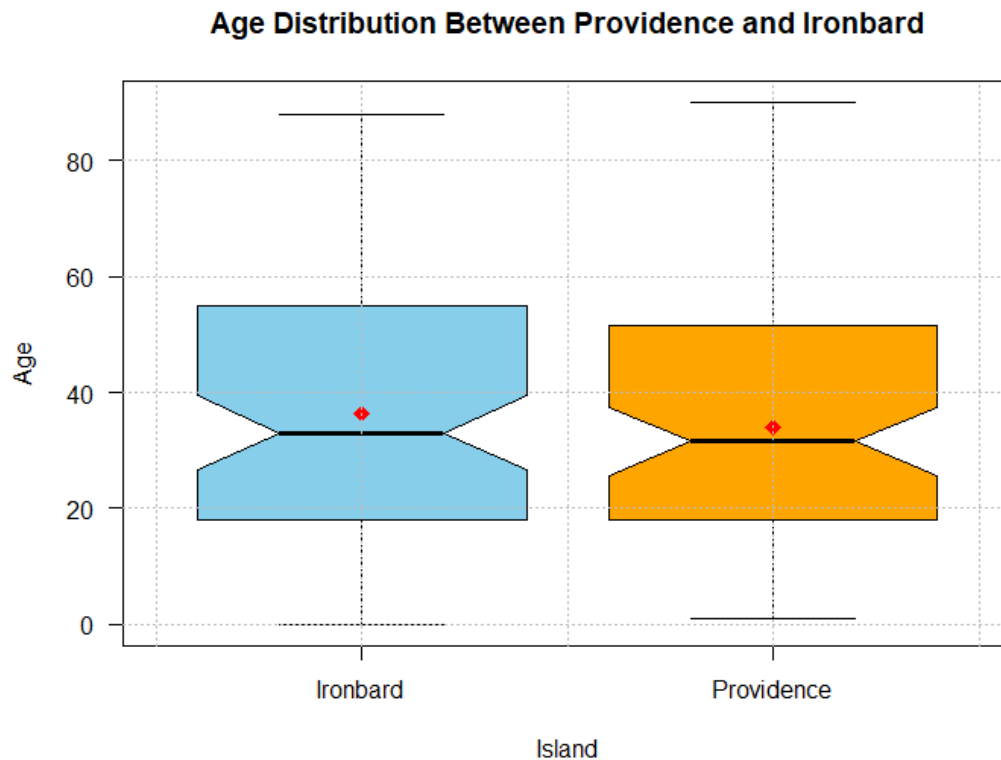 Age Distribution Between Providence and Ironbard
80
60
40
20
0
Age
Ironbard Providence
Island